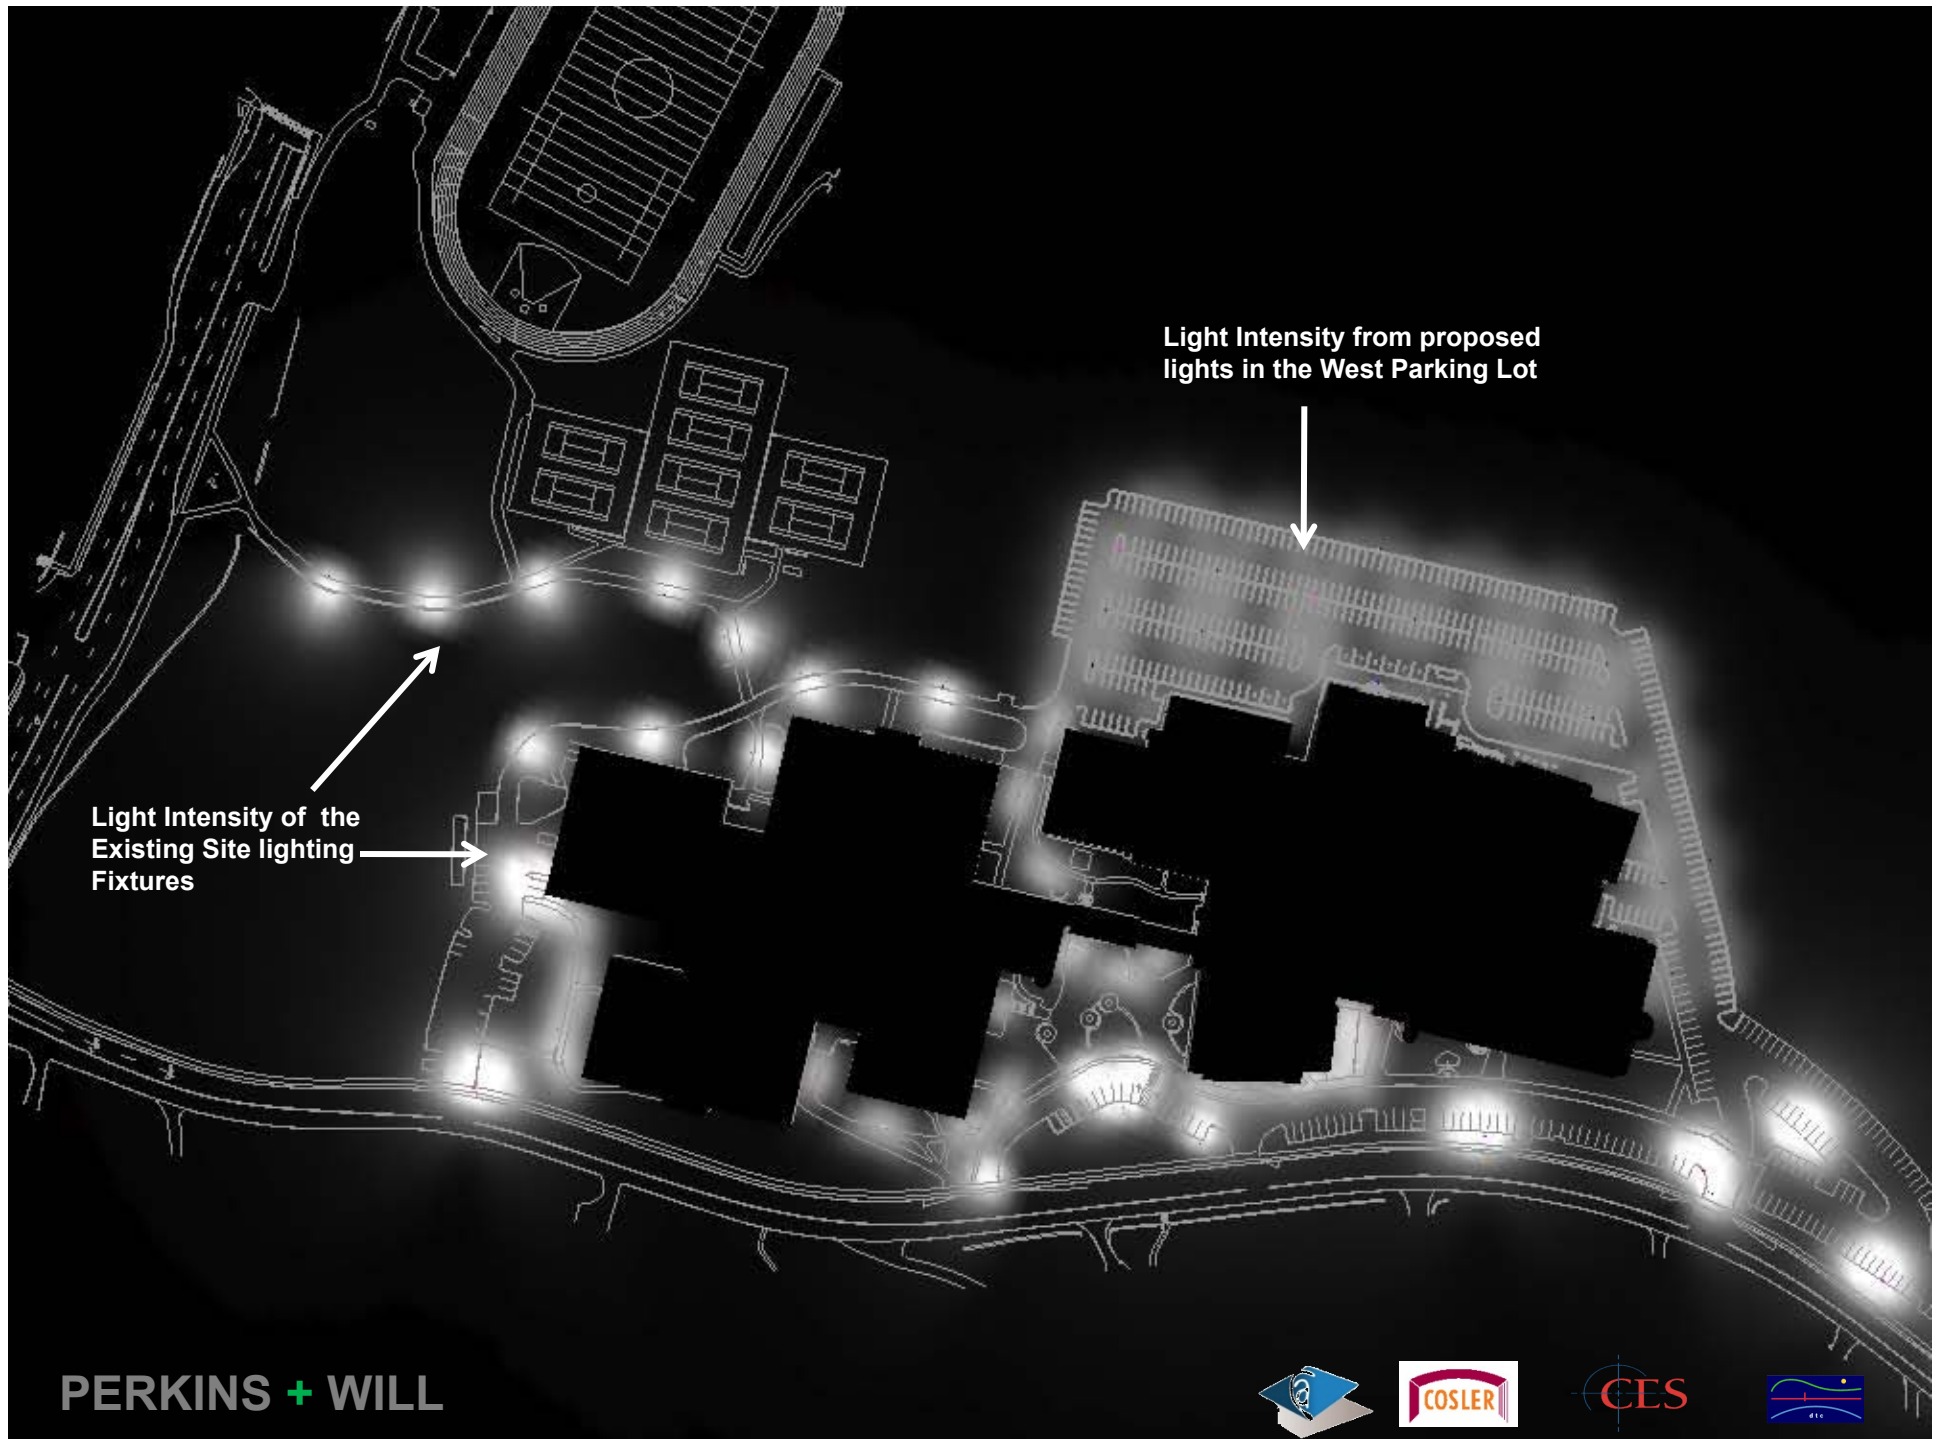 Light Intensity from proposed
lights in the West Parking Lot
Light Intensity of the
Existing Site lighting
Fixtures
PERKINS + WILL
COSLER
CES
dtc